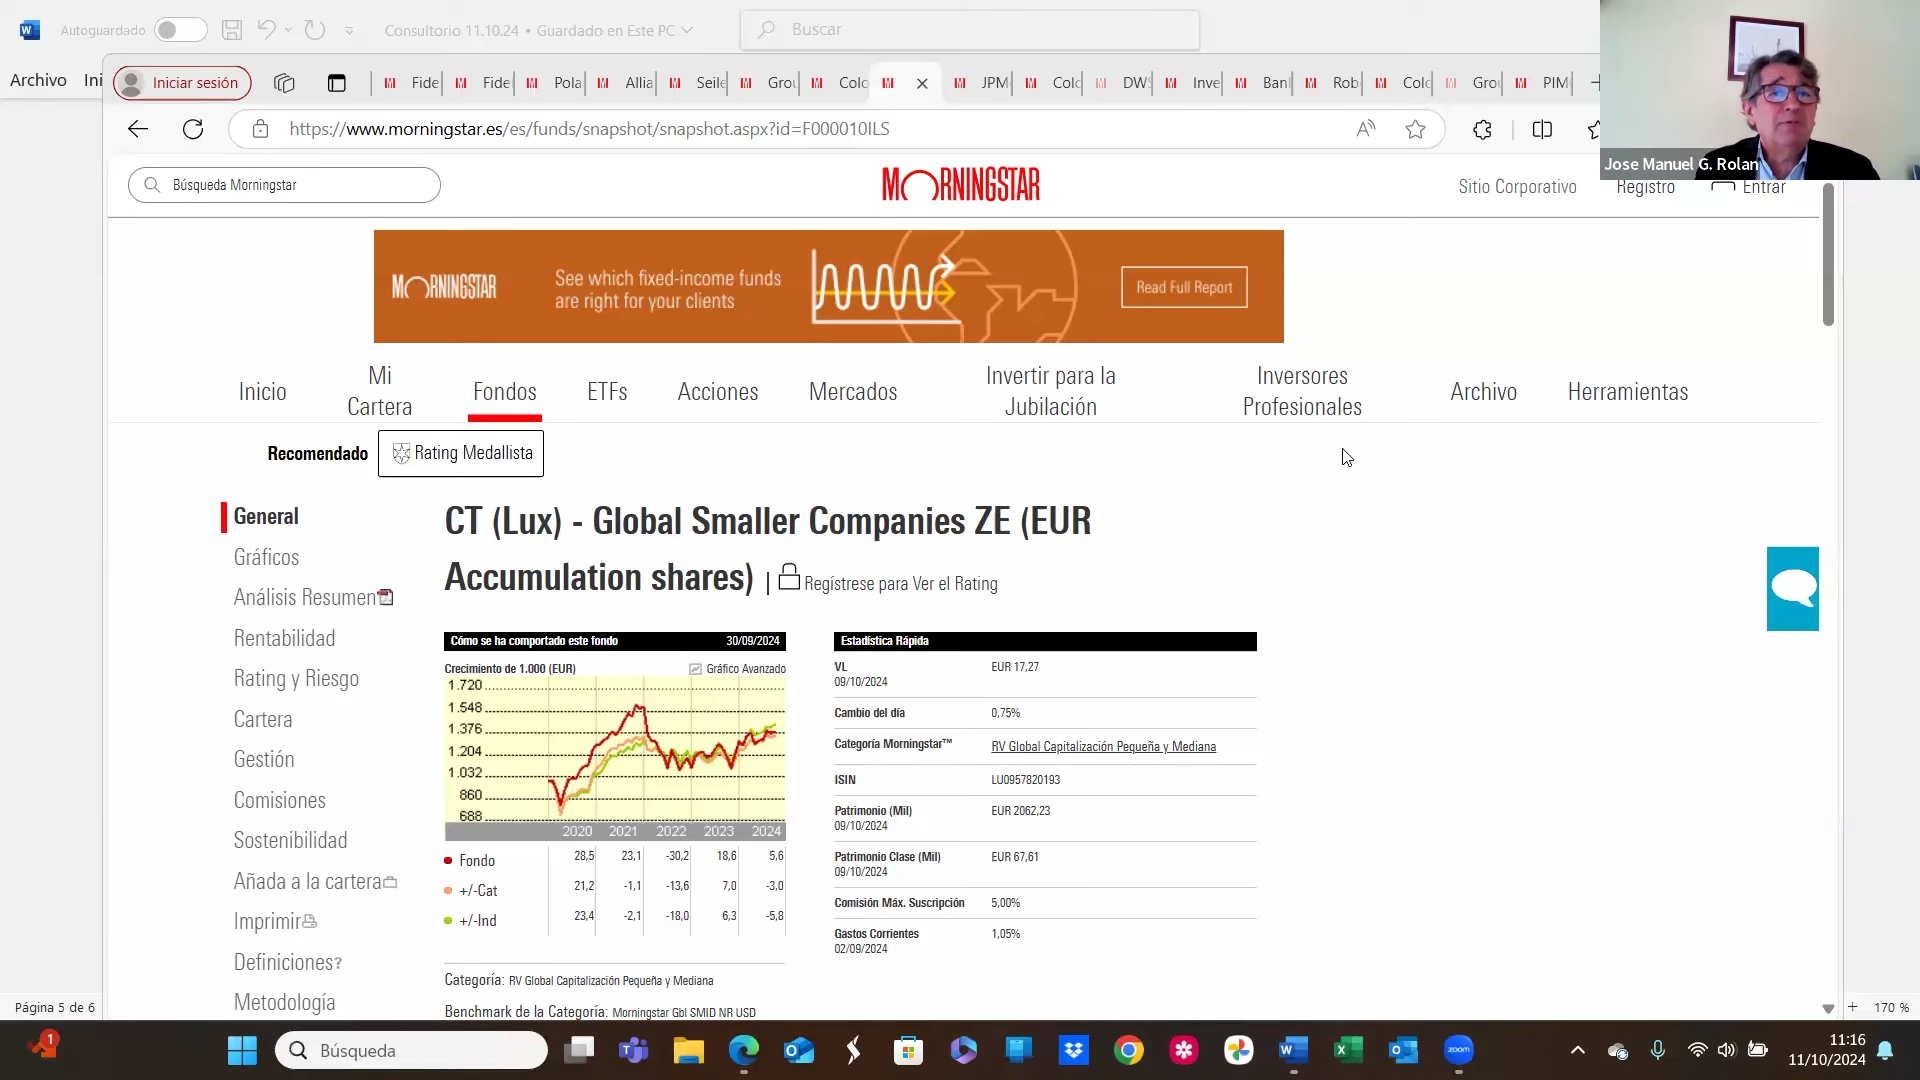 Autoguardado
Consultorio 11.10.24 • Guardado en Este PC
Buscar
Archivo
Ini
Iniciar sesión
Fide
Fide
Pola
Allia
Seile
Grou
Colo
JPM
Colo
DWS
Inve
Banl
Rob
Colo
Grou
PIM
https://www.morningstar.es/es/funds/snapshot/snapshot.aspx?id=F000010ILS
Jose Manuel G. Rolan
Búsqueda Morningstar
MORNINGSTAR
Sitio Corporativo
Registro
Entrar
MORNINGSTAR
See which fixed-income funds
are right for your clients
Read Full Report
Inicio
Mi
Cartera
Fondos
ETFs
Acciones
Mercados
Invertir para la
Jubilación
Inversores
Profesionales
Archivo
Herramientas
Recomendado
Rating Medallista
General
Gráficos
Análisis Resumen
Rentabilidad
Rating y Riesgo
Cartera
Gestión
Comisiones
Sostenibilidad
Añada a la cartera
Imprimir
Definiciones?
Metodología
CT (Lux) - Global Smaller Companies ZE (EUR
Accumulation shares) | Regístrese para Ver el Rating
Cómo se ha comportado este fondo 30/09/2024
Crecimiento de 1.000 (EUR) Gráfico Avanzado
1.720
1.548
1.376
1.204
1.032
860
688
2020 2021 2022 2023 2024
Fondo 28,5 23,1 -30,2 18,6 5,6
+/-Cat 21,2 -1,1 -13,6 7,0 -3,0
+/-Ind 23,4 -2,1 -18,0 6,3 -5,8
Categoría: RV Global Capitalización Pequeña y Mediana
Benchmark de la Categoría: Morningstar Gbl SMID NR USD
Estadística Rápida
VL EUR 17,27
09/10/2024
Cambio del día 0,75%
Categoría Morningstar™ RV Global Capitalización Pequeña y Mediana
ISIN LU0957820193
Patrimonio (Mil) EUR 2062,23
09/10/2024
Patrimonio Clase (Mil) EUR 67,61
09/10/2024
Comisión Máx. Suscripción 5,00%
Gastos Corrientes 1,05%
02/09/2024
Página 5 de 6
170 %
1
Búsqueda
zoom
11:16
11/10/2024